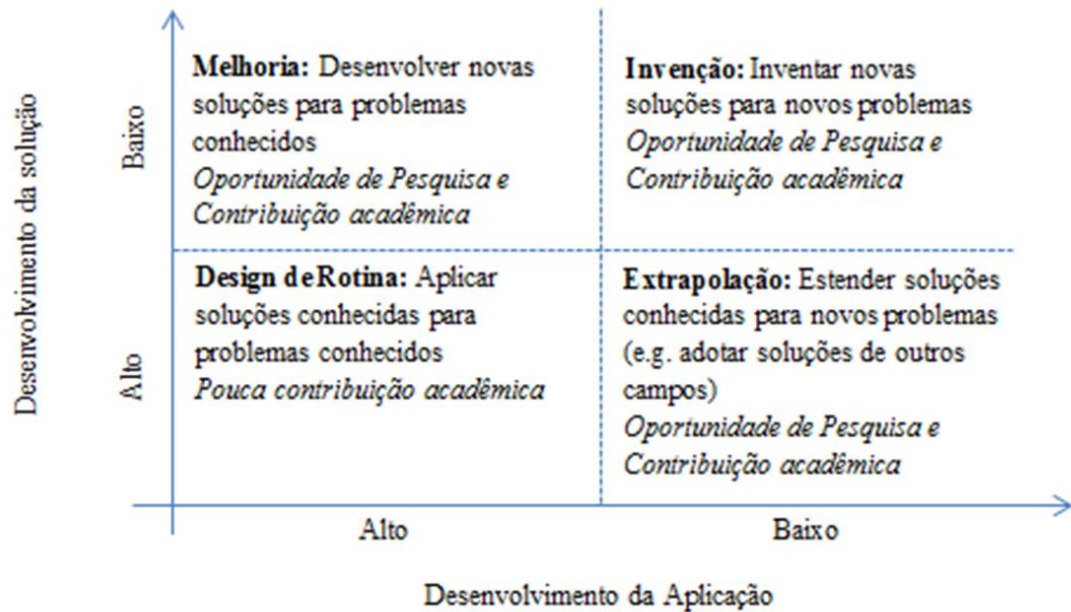 Desenvolvimento da solução
Baixo
Melhoria: Desenvolver novas
soluções para problemas
conhecidos
Oportunidade de Pesquisa e
Contribuição acadêmica
Invenção: Inventar novas
soluções para novos problemas
Oportunidade de Pesquisa e
Contribuição acadêmica
Alto
Design de Rotina: Aplicar
soluções conhecidas para
problemas conhecidos
Pouca contribuição acadêmica
Extrapolação: Estender soluções
conhecidas para novos problemas
(e.g. adotar soluções de outros
campos)
Oportunidade de Pesquisa e
Contribuição acadêmica
Alto
Baixo
Desenvolvimento da Aplicação